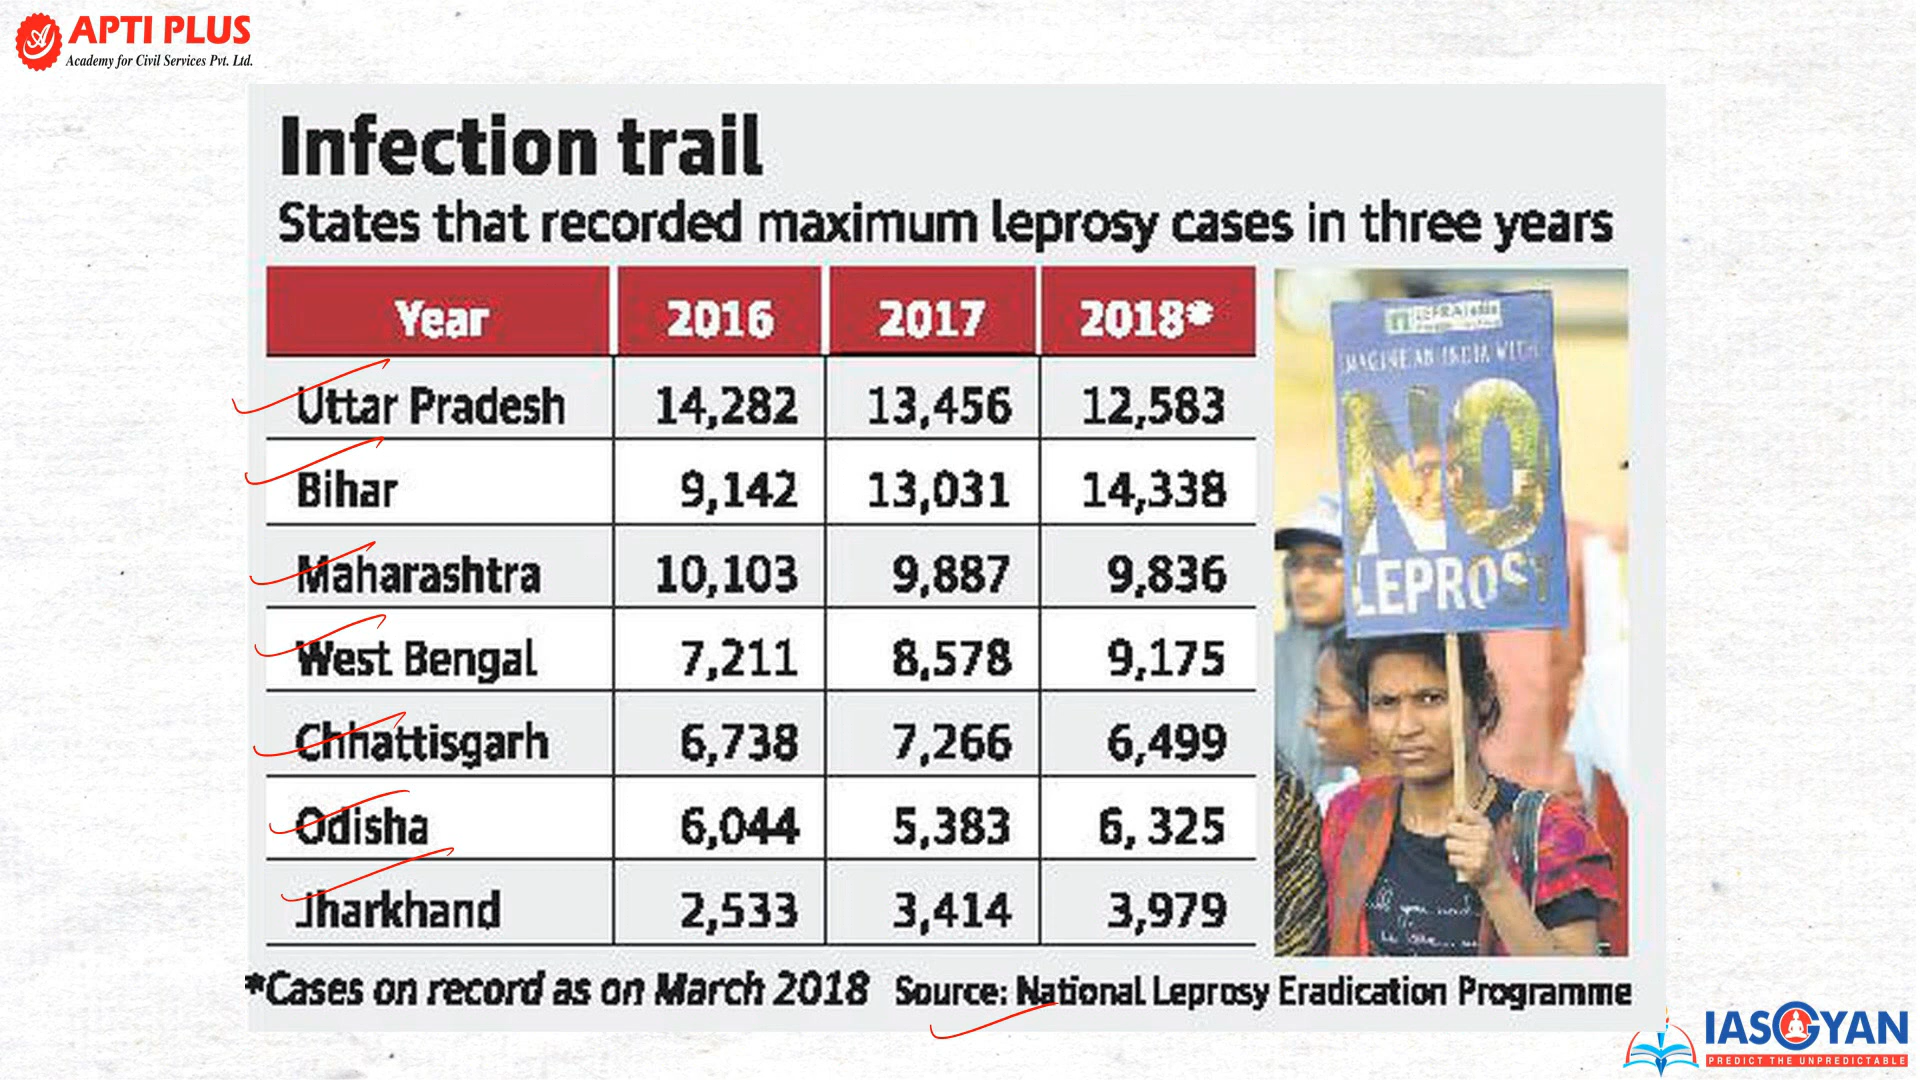 APTI PLUS
Academy for Civil Services Pvt. Ltd.
Infection trail
States that recorded maximum leprosy cases in three years
Year 2016 2017 2018*
Uttar Pradesh 14,282 13,456 12,583
Bihar 9,142 13,031 14,338
Maharashtra 10,103 9,887 9,836
West Bengal 7,211 8,578 9,175
Chhattisgarh 6,738 7,266 6,499
Odisha 6,044 5,383 6, 325
Jharkhand 2,533 3,414 3,979
IMAGINE AN INDIA WITH
NO
LEPROSY
*Cases on record as on March 2018 Source: National Leprosy Eradication Programme
IASGYAN
PREDICT THE UNPREDICTABLE